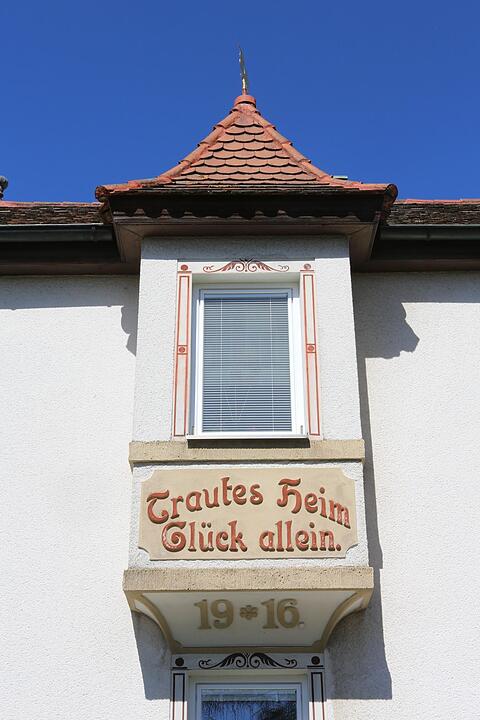 Trautes Heim
Glück allein.
19*16.